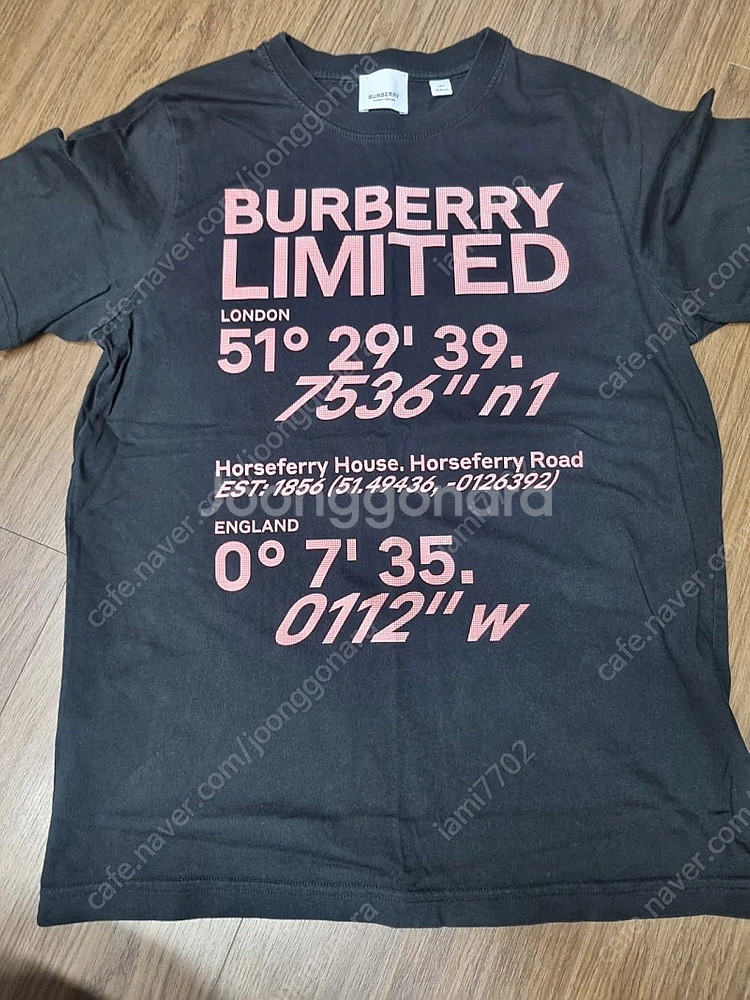 BURBERRY
BURBERRY
LIMITED
LONDON
51° 29' 39.
7536"n1
Horseferry House. Horseferry Road
EST: 1856 (51.49436, -0126392)
Joonggonara
ENGLAND
0° 7' 35.
0112"w
cafe.naver.com/joonggonara
iami7702